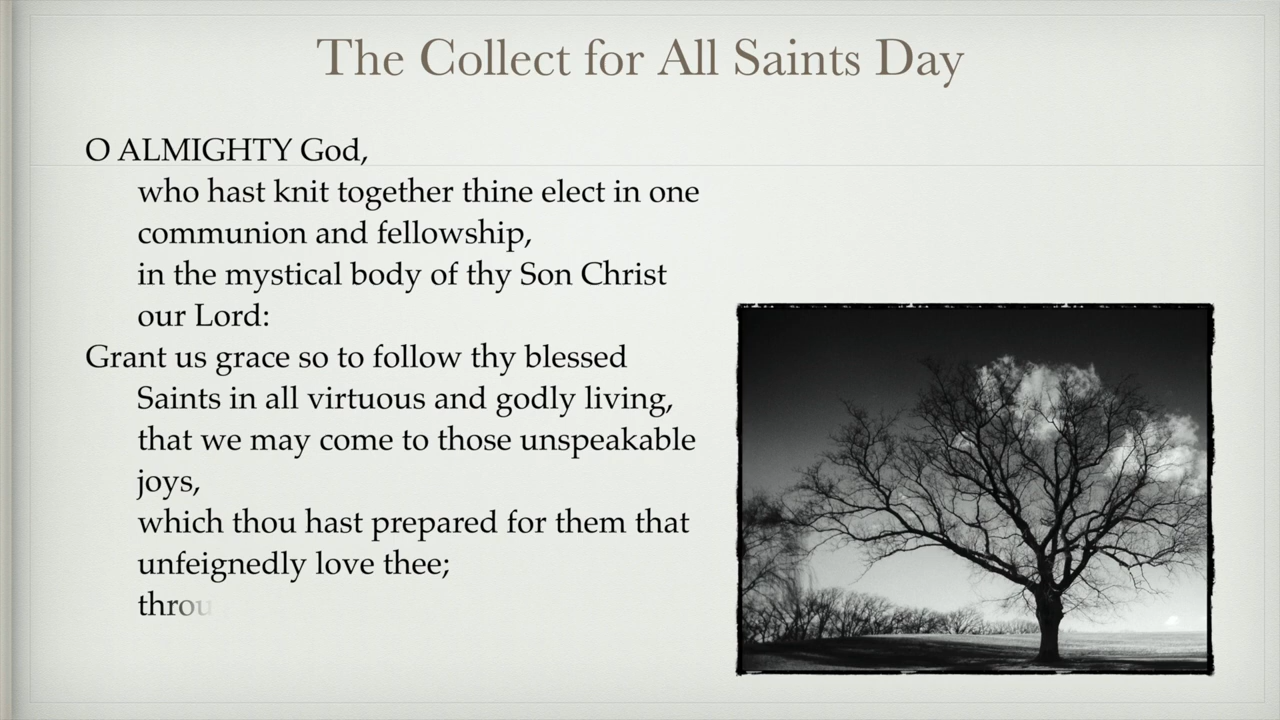 The Collect for All Saints Day
O ALMIGHTY God,
who hast knit together thine elect in one
communion and fellowship,
in the mystical body of thy Son Christ
our Lord:
Grant us grace so to follow thy blessed
Saints in all virtuous and godly living,
that we may come to those unspeakable
joys,
which thou hast prepared for them that
unfeignedly love thee;
throu